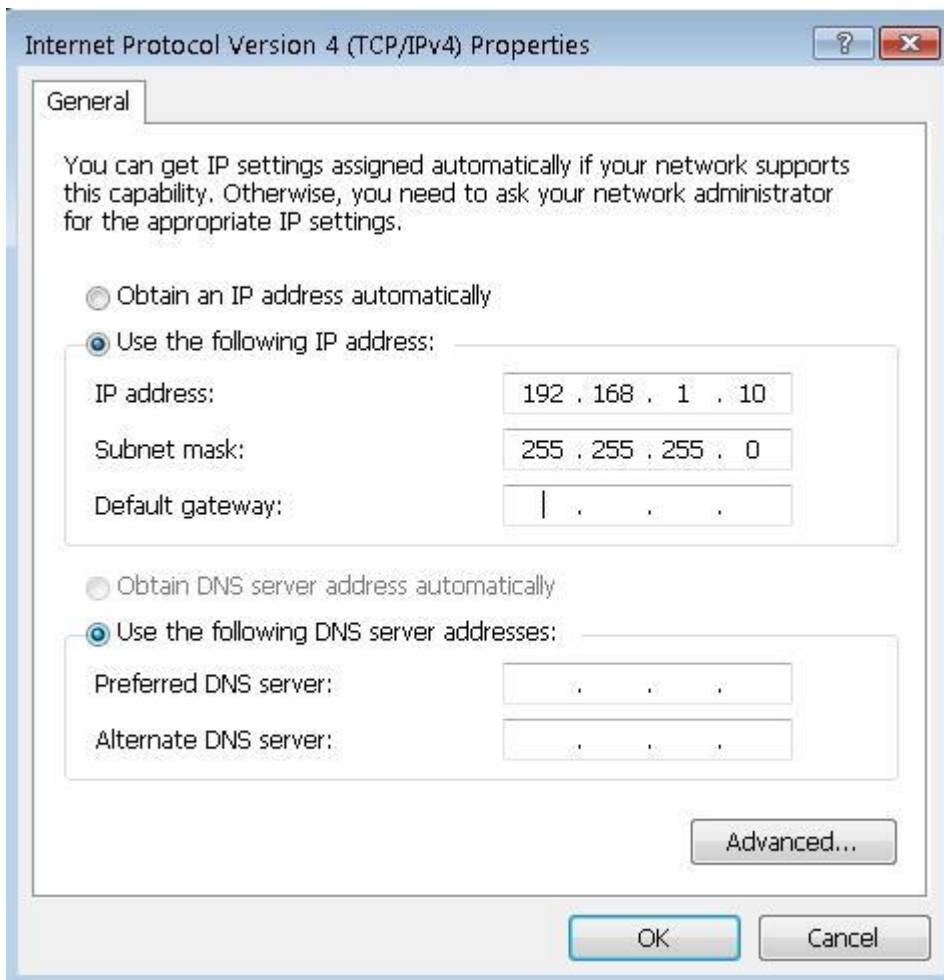 Internet Protocol Version 4 (TCP/IPv4) Properties
General
You can get IP settings assigned automatically if your network supports
this capability. Otherwise, you need to ask your network administrator
for the appropriate IP settings.
Obtain an IP address automatically
Use the following IP address:
IP address: 192 . 168 . 1 . 10
Subnet mask: 255 . 255 . 255 . 0
Default gateway: . . .
Obtain DNS server address automatically
Use the following DNS server addresses:
Preferred DNS server: . . .
Alternate DNS server: . . .
Advanced...
OK Cancel